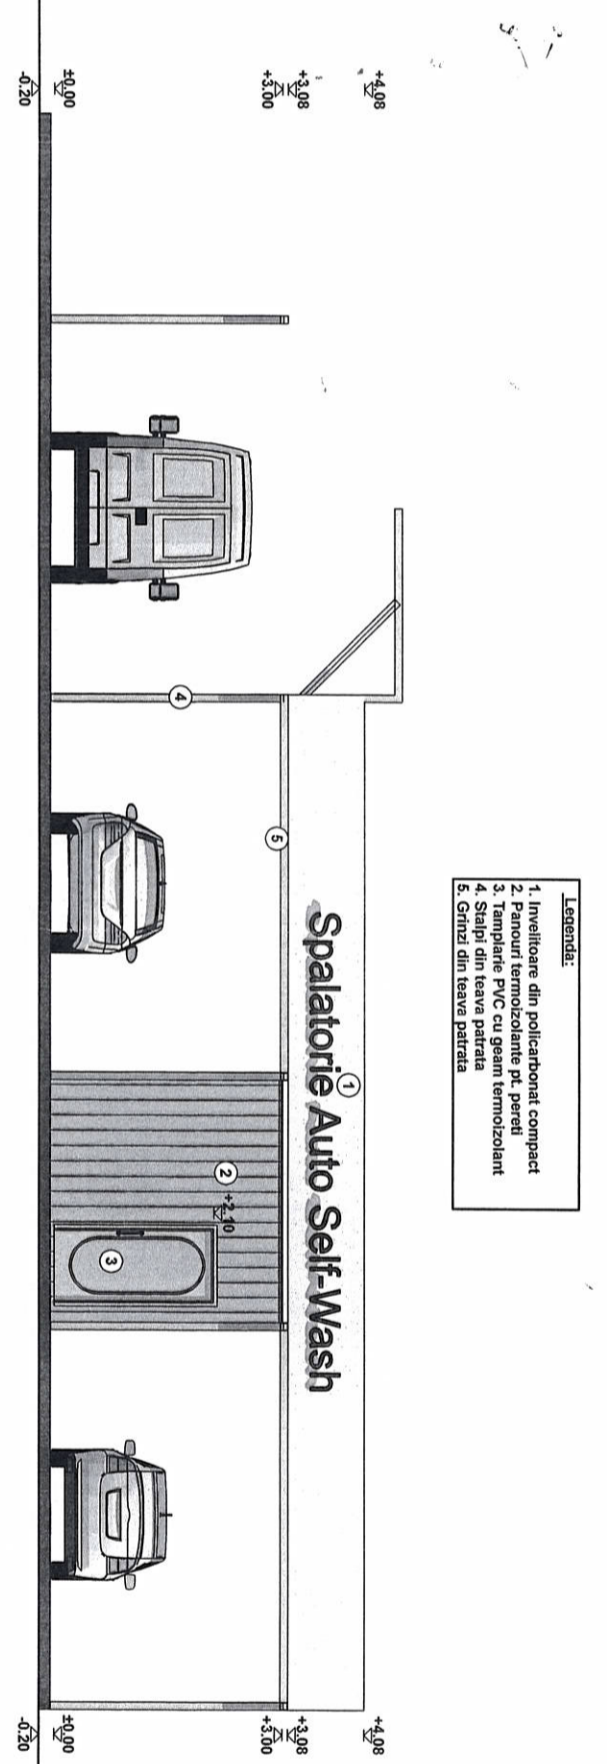 Legenda:
1. Invelitoare din policarbonat compact
2. Panouri termoizolante pt. pereti
3. Tamplarie PVC cu geam termoizolant
4. Stalpi din teava patrata
5. Grinzi din teava patrata
+4.08
+3.08
+3.00
±0.00
-0.20
Spalatorie Auto Self-Wash
1
5
4
2
+2.10
3
+4.08
+3.08
+3.00
±0.00
-0.20